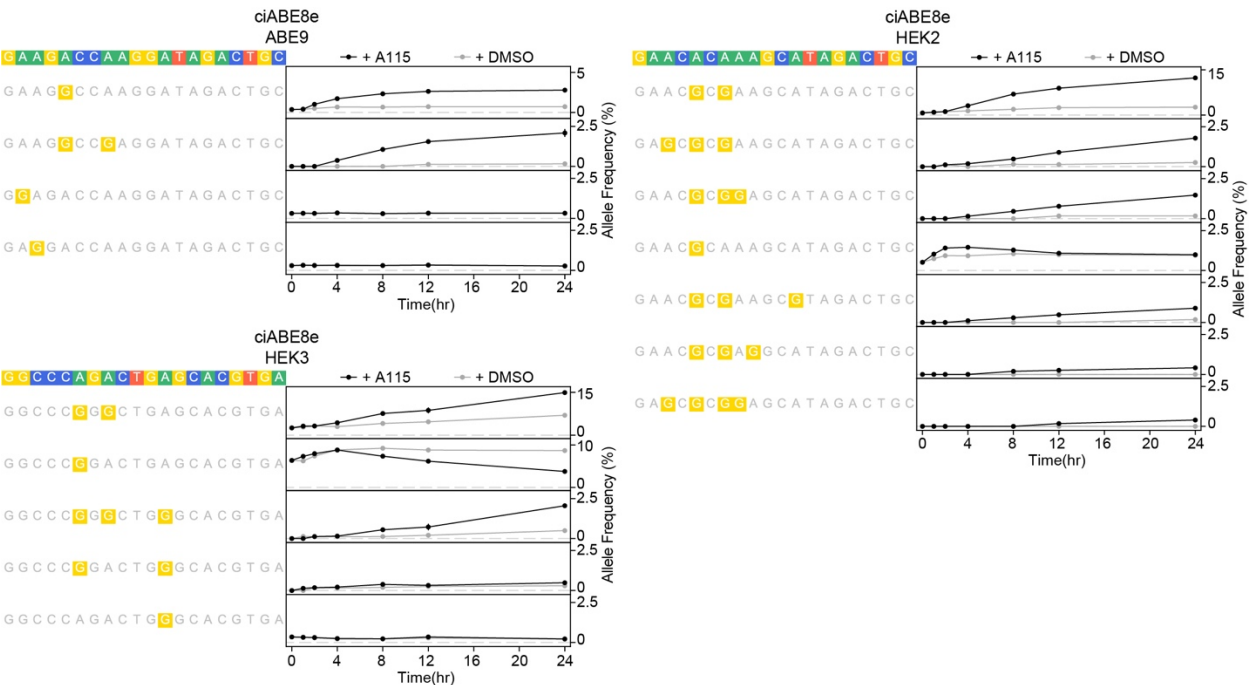 ciABE8e
ABE9
GAAGACCAAGGATAGACTGC
+ A115
+ DMSO
GAAGGCCAAGGATAGACTGC
GAAGGCCGAGGATAGACTGC
GGAGACCAAGGATAGACTGC
GAGGACCAAGGATAGACTGC
5
0
2.5
0
2.5
0
2.5
0
Allele Frequency (%)
0 4 8 12 16 20 24
Time(hr)
ciABE8e
HEK3
GGCCCAGACTGAGCACGTGA
+ A115
+ DMSO
GGCCCGGGCTGAGCACGTGA
GGCCCGGACTGAGCACGTGA
GGCCCGGGCTGGGCACGTGA
GGCCCGGACTGGGCACGTGA
GGCCCAGACTGGGCACGTGA
15
0
10
0
2.5
0
2.5
0
2.5
0
Allele Frequency (%)
0 4 8 12 16 20 24
Time(hr)
ciABE8e
HEK2
GAACACAAAGCATAGACTGC
+ A115
+ DMSO
GAACGCGAAGCATAGACTGC
GAGCGCGAAGCATAGACTGC
GAACGCGGAGCATAGACTGC
GAACGCAAAGCATAGACTGC
GAACGCGAAGCGTAGACTGC
GAACGCGAGGCATAGACTGC
GAGCGCGGAGCATAGACTGC
15
0
2.5
0
2.5
0
2.5
0
2.5
0
2.5
0
2.5
0
Allele Frequency (%)
0 4 8 12 16 20 24
Time(hr)